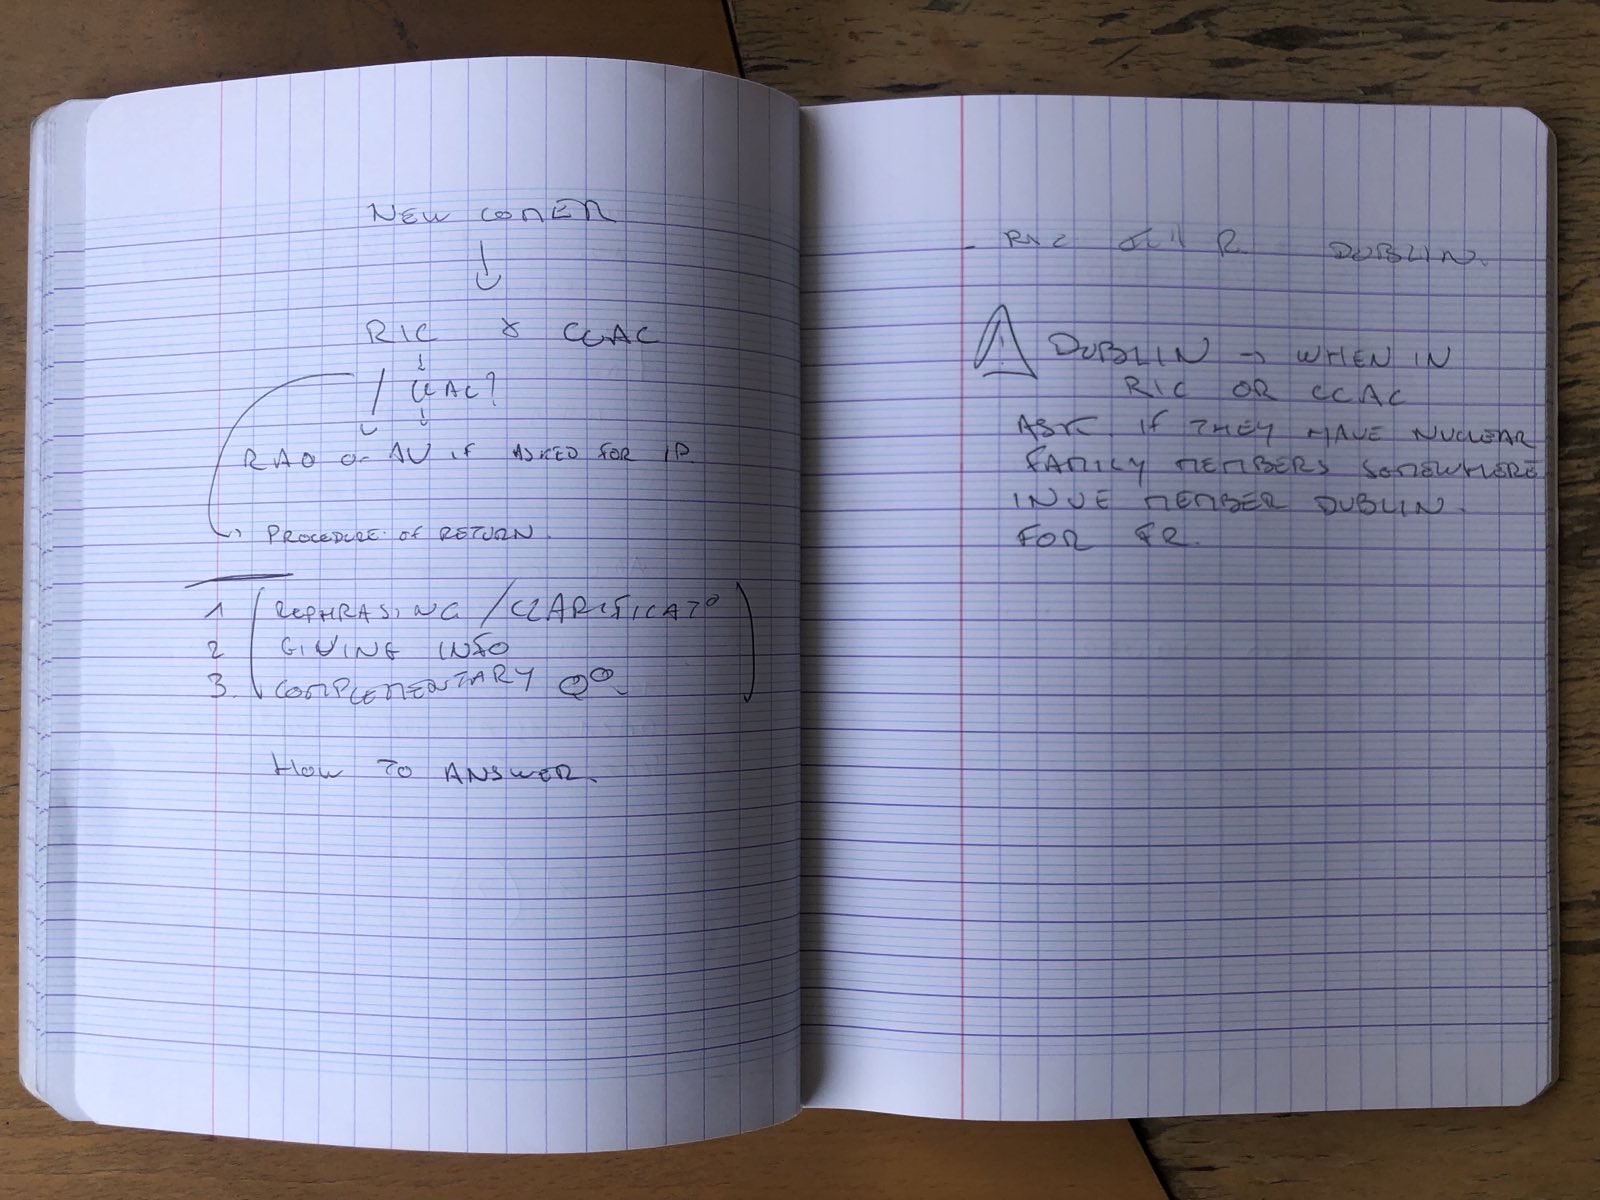 NEW COMER
RIC & CCAC
CCAC?
RAO or AU if ASKED FOR IP
PROCEDURE OF RETURN.
1 REPHRASING / CLARIFICAT°
2 GIVING INFO
3. COMPLEMENTARY QQ
HOW TO ANSWER.
- RIC R DUBLIN.
! DUBLIN → WHEN IN
RIC OR CCAC
ASK IF THEY HAVE NUCLEAR
FAMILY MEMBERS SOMEWHERE
IN UE MEMBER DUBLIN.
FOR FR.